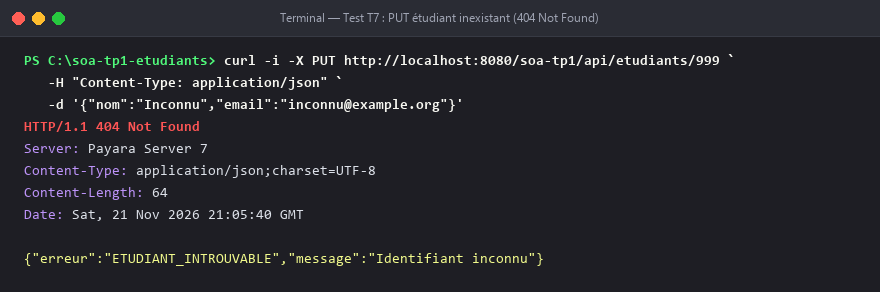 Terminal — Test T7 : PUT étudiant inexistant (404 Not Found)
PS C:\soa-tp1-etudiants> curl -i -X PUT http://localhost:8080/soa-tp1/api/etudiants/999 `
-H "Content-Type: application/json" `
-d '{"nom":"Inconnu","email":"inconnu@example.org"}'
HTTP/1.1 404 Not Found
Server: Payara Server 7
Content-Type: application/json;charset=UTF-8
Content-Length: 64
Date: Sat, 21 Nov 2026 21:05:40 GMT
{"erreur":"ETUDIANT_INTROUVABLE","message":"Identifiant inconnu"}